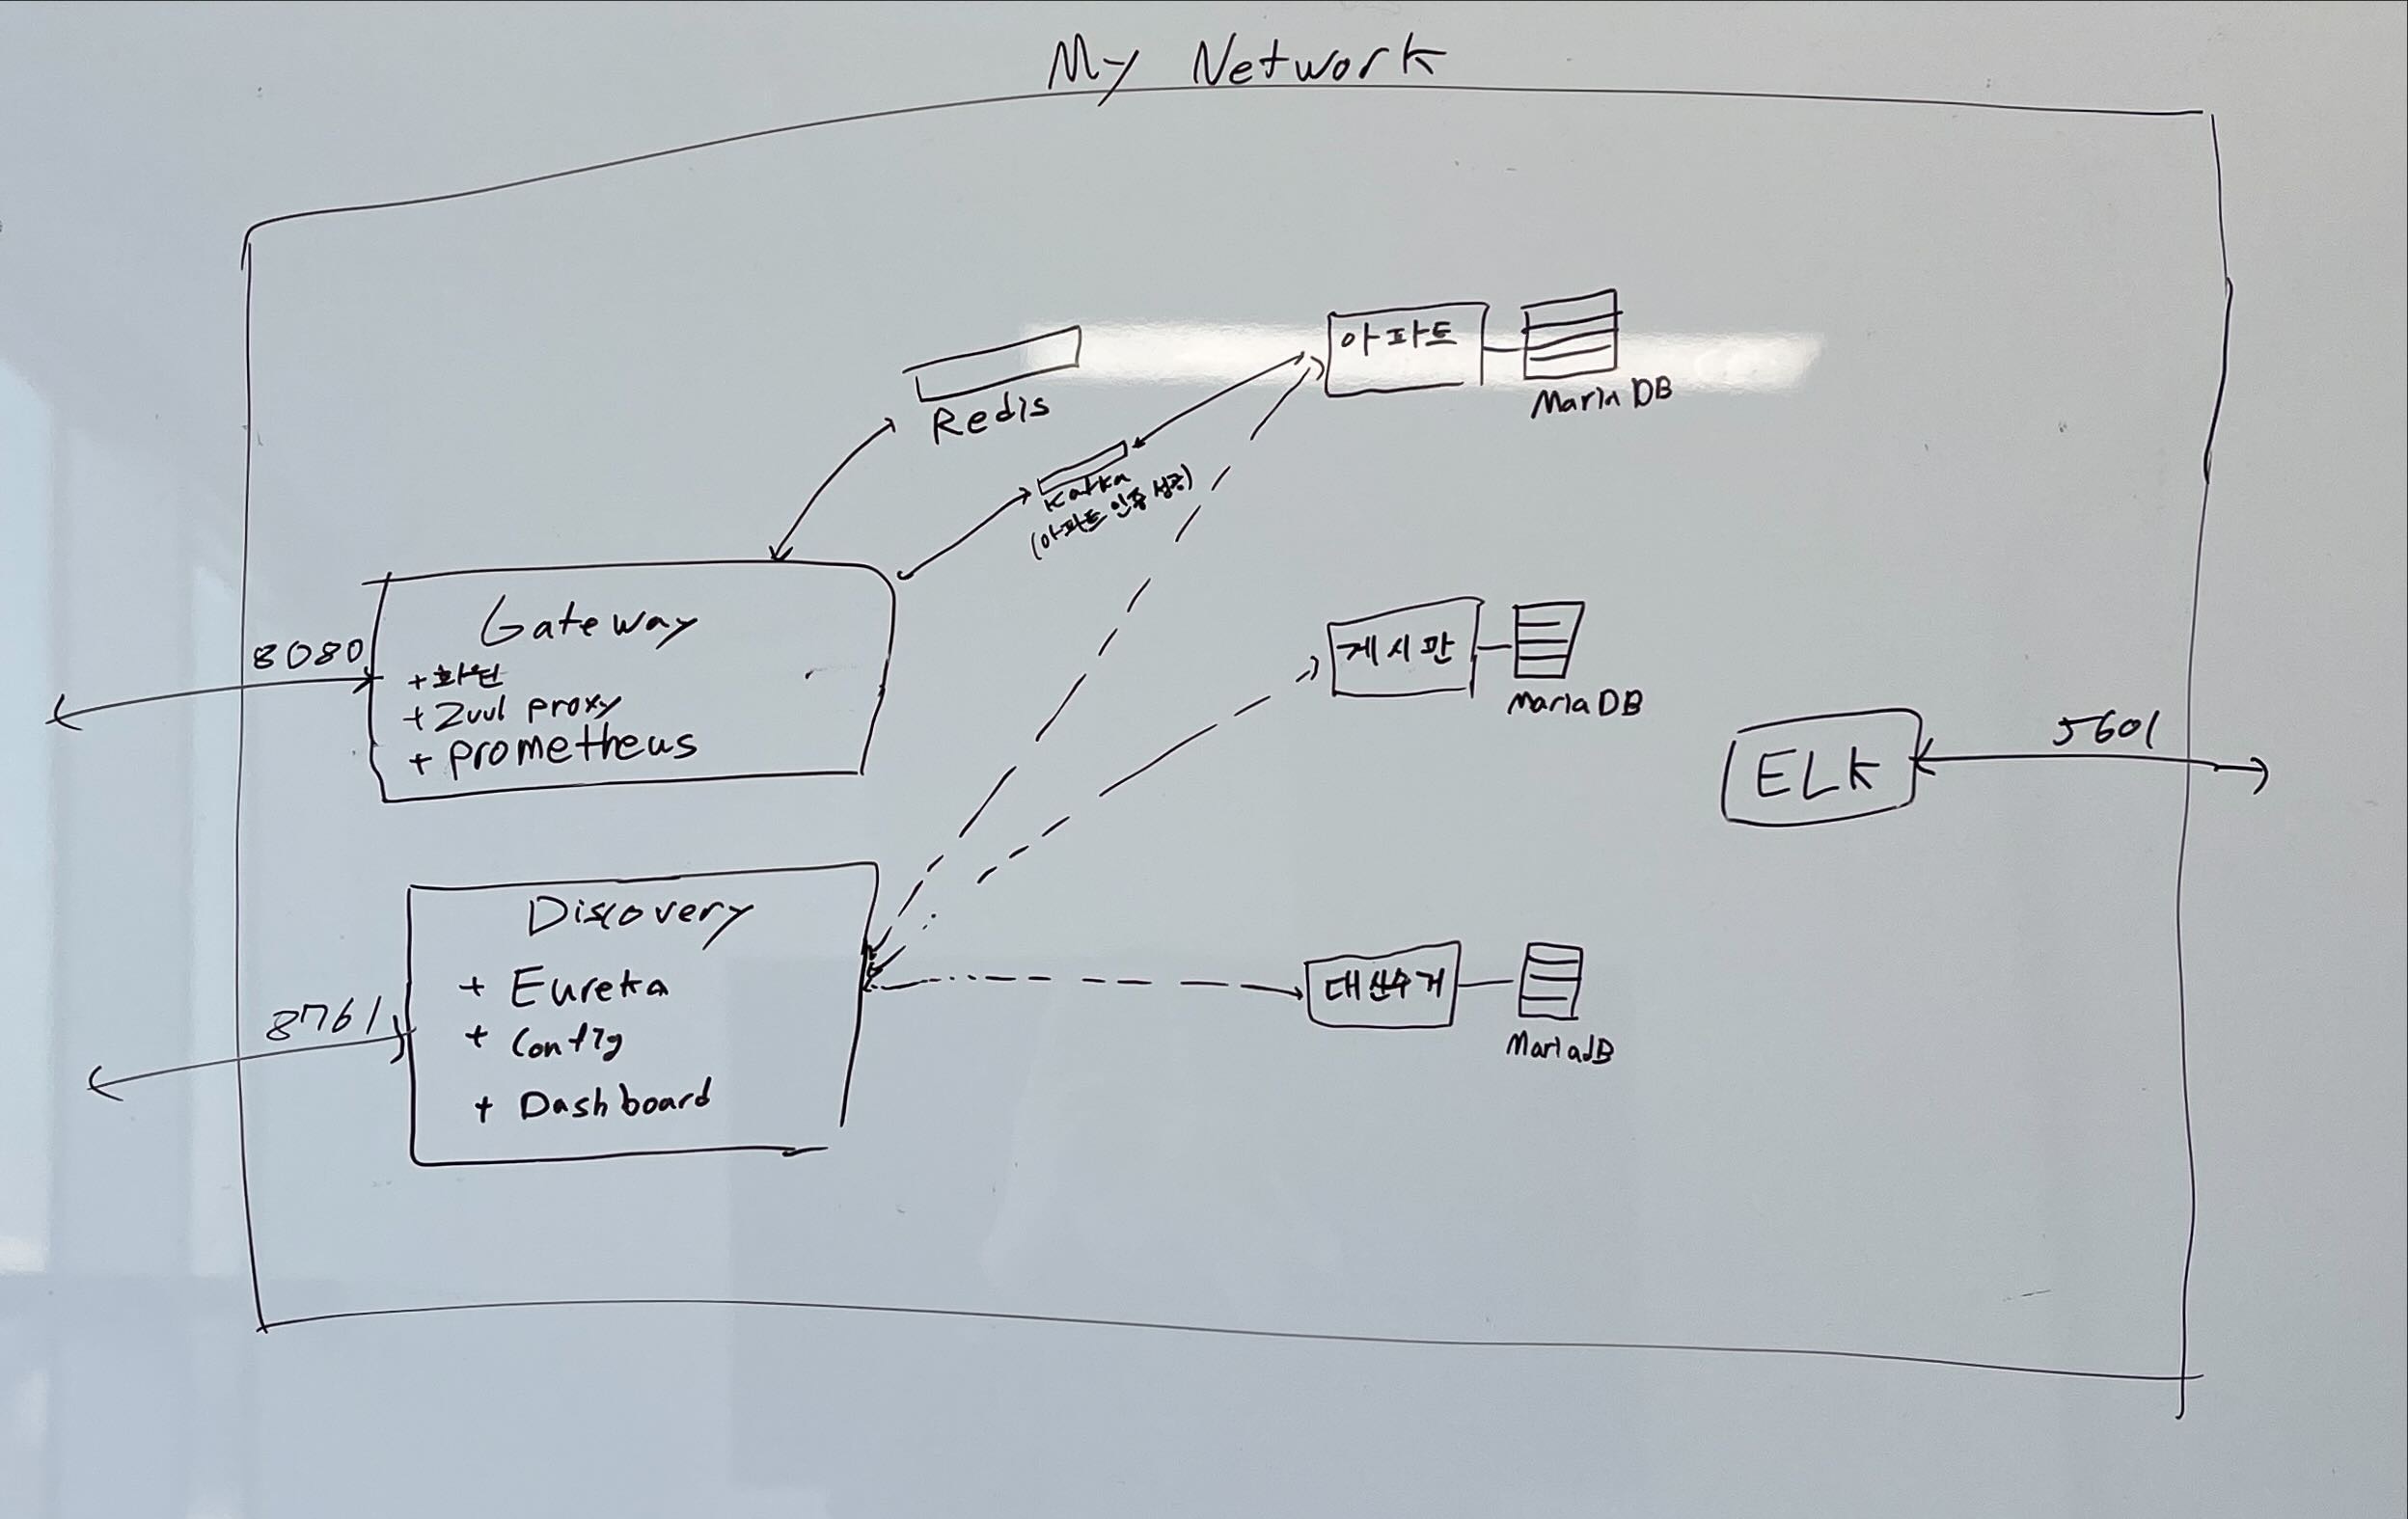 My Network
아파트
Maria DB
Redis
Kafka
(아파트 인증 성공)
8080
Gateway
+ 화면
+ Zuul proxy
+ prometheus
게시판
Maria DB
ELK
5601
8761
Discovery
+ Eureka
+ Config
+ Dashboard
대신수거
MariadB